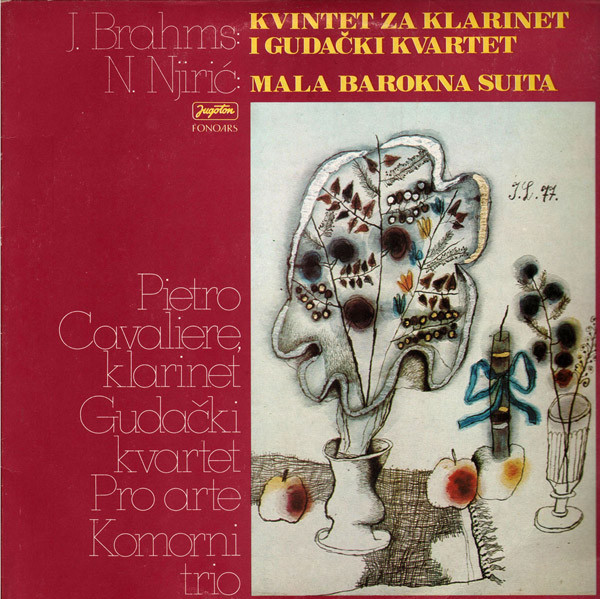 J. Brahms: KVINTET ZA KLARINET
I GUDAČKI KVARTET
N. Njirić: MALA BAROKNA SUITA
Jugoton
FONOARS
J.L. 77.
Pietro
Cavaliere,
klarinet
Gudački
kvartet
Pro arte
Komorni
trio